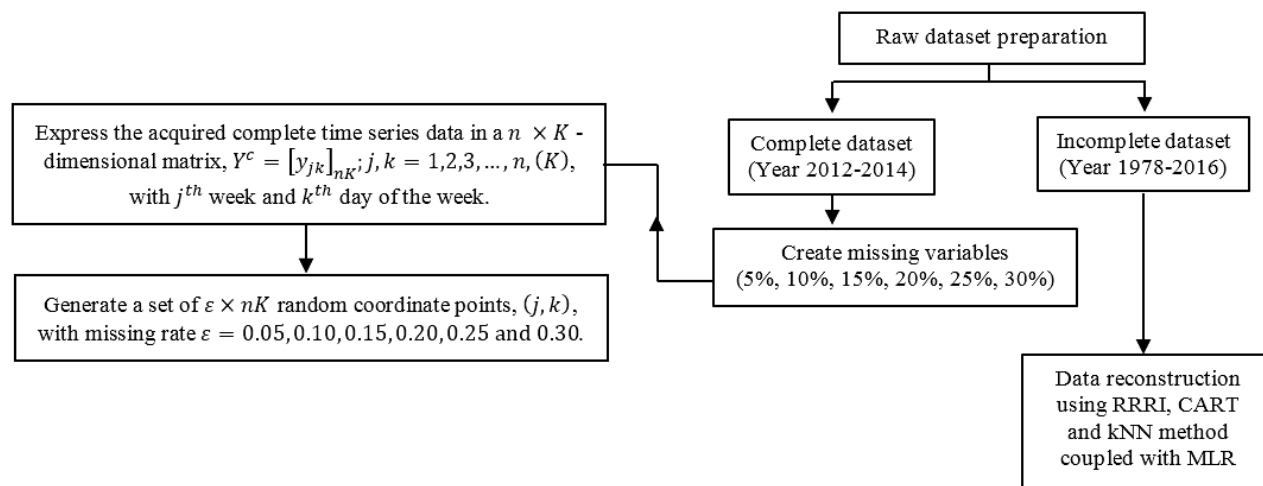 Raw dataset preparation
Complete dataset
(Year 2012-2014)
Incomplete dataset
(Year 1978-2016)
Create missing variables
(5%, 10%, 15%, 20%, 25%, 30%)
Express the acquired complete time series data in a 𝑛 × 𝐾 -
dimensional matrix, 𝑌ᶜ = [𝑦_{𝑗𝑘}]_{𝑛𝐾}; 𝑗, 𝑘 = 1,2,3, … , 𝑛, (𝐾),
with 𝑗^{𝑡ℎ} week and 𝑘^{𝑡ℎ} day of the week.
Generate a set of 𝜀 × 𝑛𝐾 random coordinate points, (𝑗, 𝑘),
with missing rate 𝜀 = 0.05, 0.10, 0.15, 0.20, 0.25 and 0.30.
Data reconstruction
using RRRI, CART
and kNN method
coupled with MLR